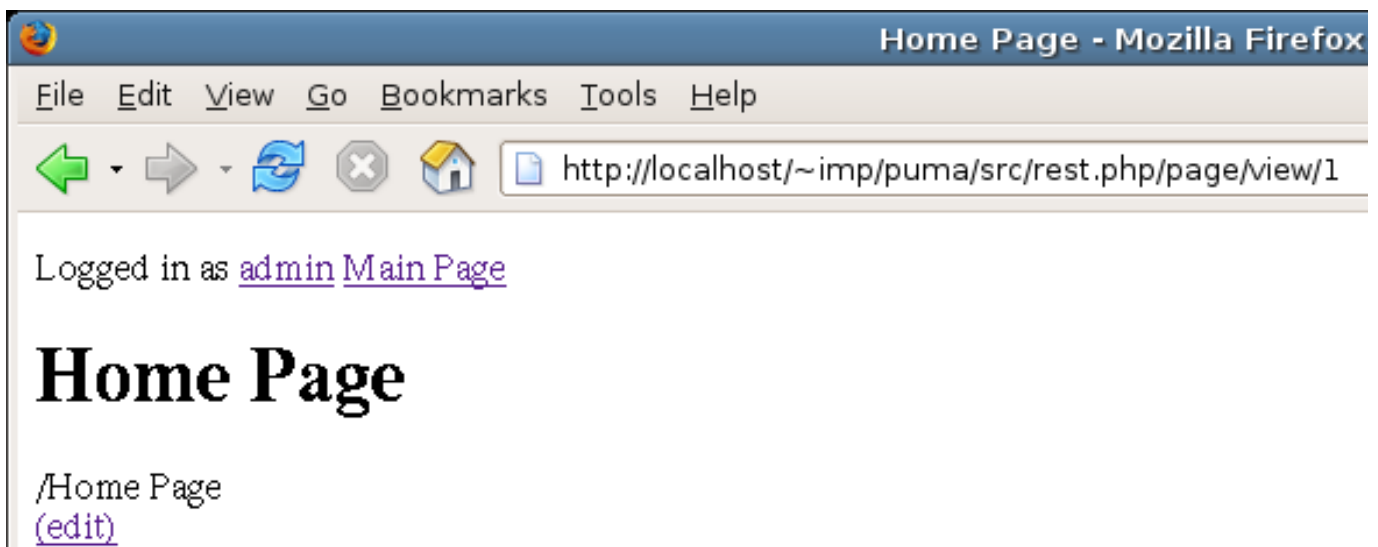 Home Page - Mozilla Firefox
File Edit View Go Bookmarks Tools Help
http://localhost/~imp/puma/src/rest.php/page/view/1
Logged in as admin Main Page
Home Page
/Home Page
(edit)